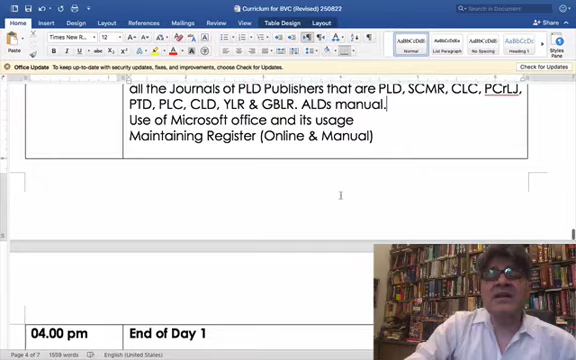 Curriculum for BVC (Revised) 250822
Search in Document
Home Insert Design Layout References Mailings Review View Table Design Layout Share
Paste Times New R... 12 Normal List Paragraph No Spacing Styles Pane
Office Update To keep up-to-date with security updates, fixes, and improvements, choose Check for Updates. Check for Updates
all the Journals of PLD Publishers that are PLD, SCMR, CLC, PCrLJ,
PTD, PLC, CLD, YLR & GBLR. ALDs manual.
Use of Microsoft office and its usage
Maintaining Register (Online & Manual)
04.00 pm End of Day 1
Page 4 of 7 1559 words English (United States)